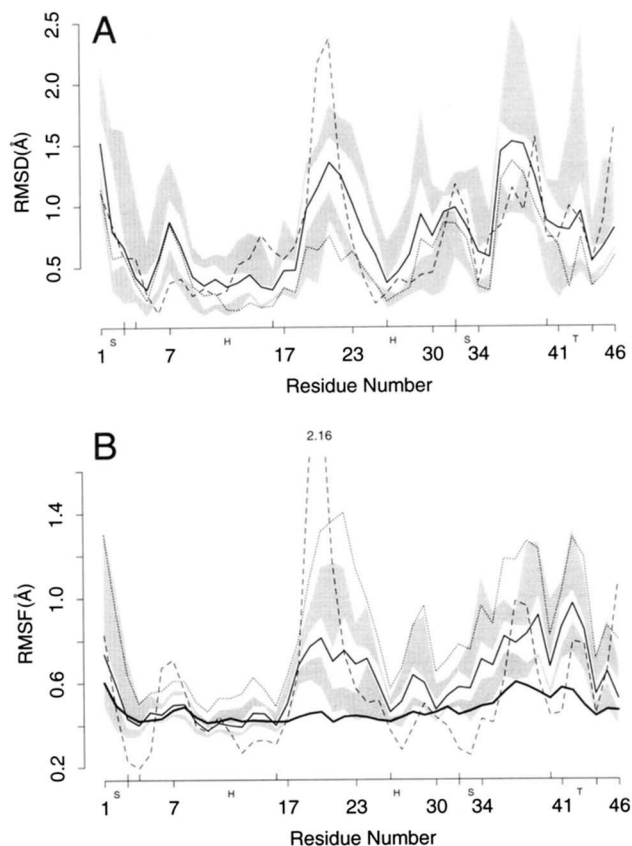 A
2.5
2.0
1.5
1.0
0.5
RMSD(Å)
S H H S T
1 7 17 23 30 34 41 46
Residue Number
B
2.16
1.4
1.0
0.6
0.2
RMSF(Å)
S H H S T
1 7 17 23 30 34 41 46
Residue Number